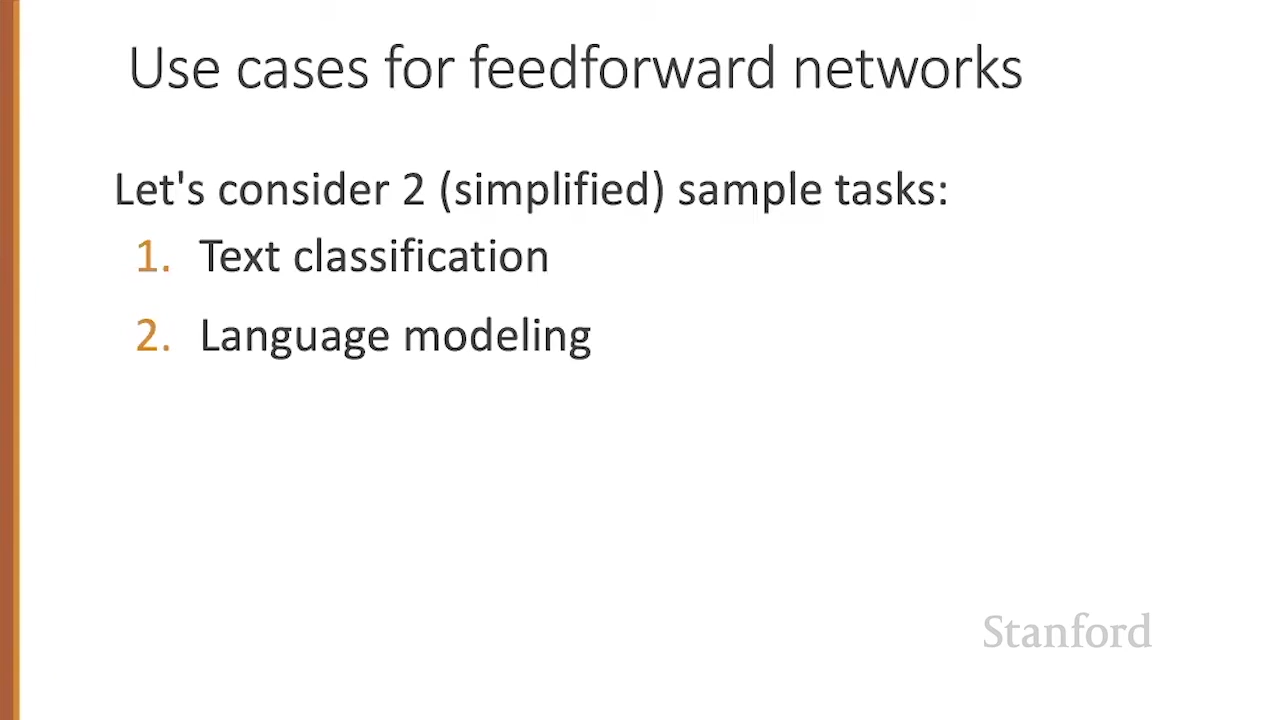 Use cases for feedforward networks
Let's consider 2 (simplified) sample tasks:
1. Text classification
2. Language modeling
Stanford